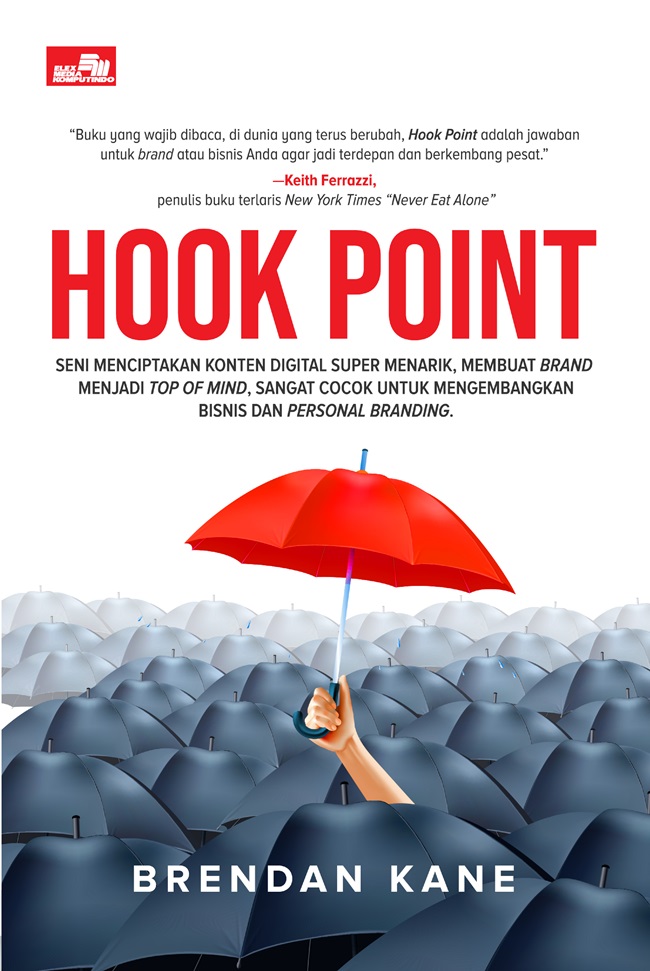 ELEX
MEDIA
KOMPUTINDO
“Buku yang wajib dibaca, di dunia yang terus berubah, Hook Point adalah jawaban
untuk brand atau bisnis Anda agar jadi terdepan dan berkembang pesat.”
—Keith Ferrazzi,
penulis buku terlaris New York Times “Never Eat Alone”
HOOK POINT
SENI MENCIPTAKAN KONTEN DIGITAL SUPER MENARIK, MEMBUAT BRAND
MENJADI TOP OF MIND, SANGAT COCOK UNTUK MENGEMBANGKAN
BISNIS DAN PERSONAL BRANDING.
BRENDAN KANE